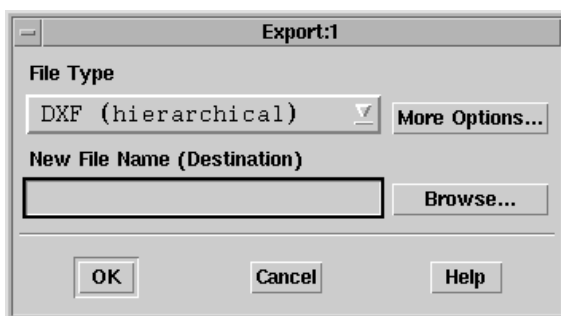 Export:1
File Type
DXF (hierarchical)
More Options...
New File Name (Destination)
Browse...
OK Cancel Help